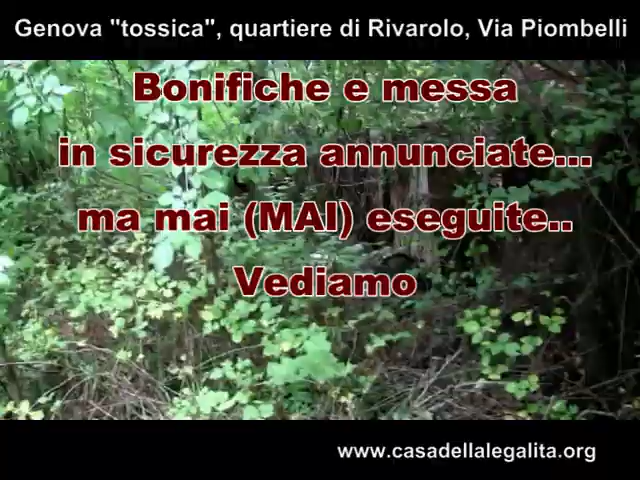 Genova "tossica", quartiere di Rivarolo, Via Piombelli
Bonifiche e messa
in sicurezza annunciate...
ma mai (MAI) eseguite..
Vediamo
www.casadellalegalita.org